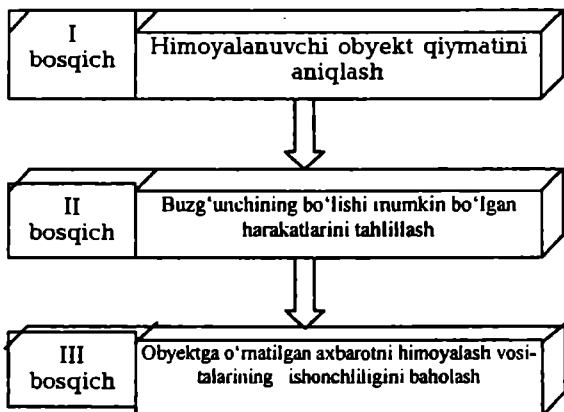 I
bosqich
Himoyalanuvchi obyekt qiymatini
aniqlash
II
bosqich
Buzg‘unchining bo‘lishi mumkin bo‘lgan
harakatlarini tahlillash
III
bosqich
Obyektga o‘rnatilgan axbarotni himoyalash vosi-
talarining ishonchliligini baholash